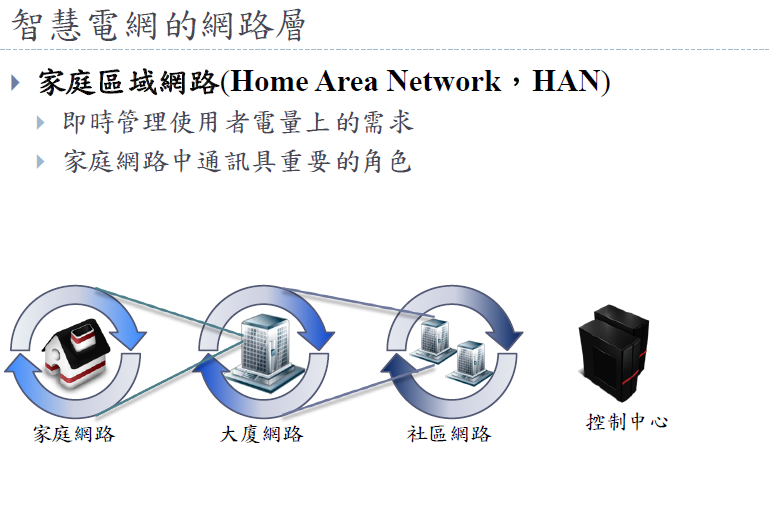 智慧電網的網路層
家庭區域網路(Home Area Network，HAN)
即時管理使用者電量上的需求
家庭網路中通訊具重要的角色
家庭網路
大廈網路
社區網路
控制中心